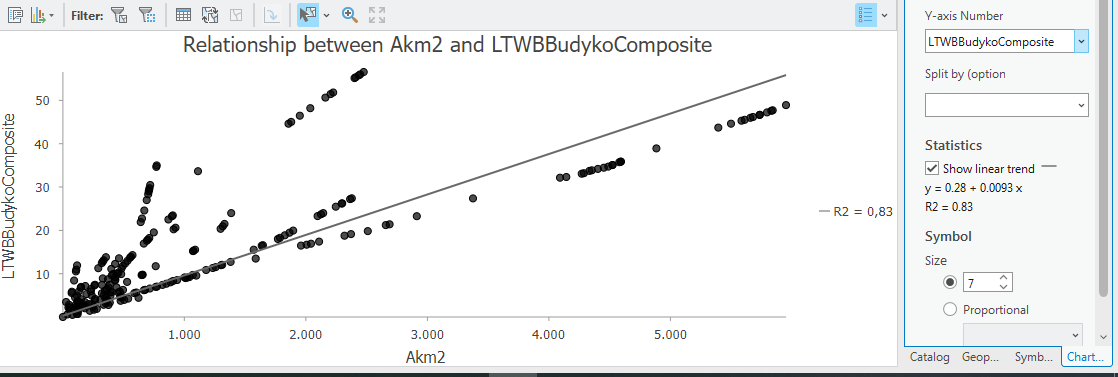 Filter:
Relationship between Akm2 and LTWBBudykoComposite
LTWBBudykoComposite
50
40
30
20
10
1.000
2.000
3.000
4.000
5.000
Akm2
R2 = 0,83
Y-axis Number
LTWBBudykoComposite
Split by (option
Statistics
Show linear trend
y = 0.28 + 0.0093 x
R2 = 0.83
Symbol
Size
7
Proportional
Catalog Geop... Symb... Chart...